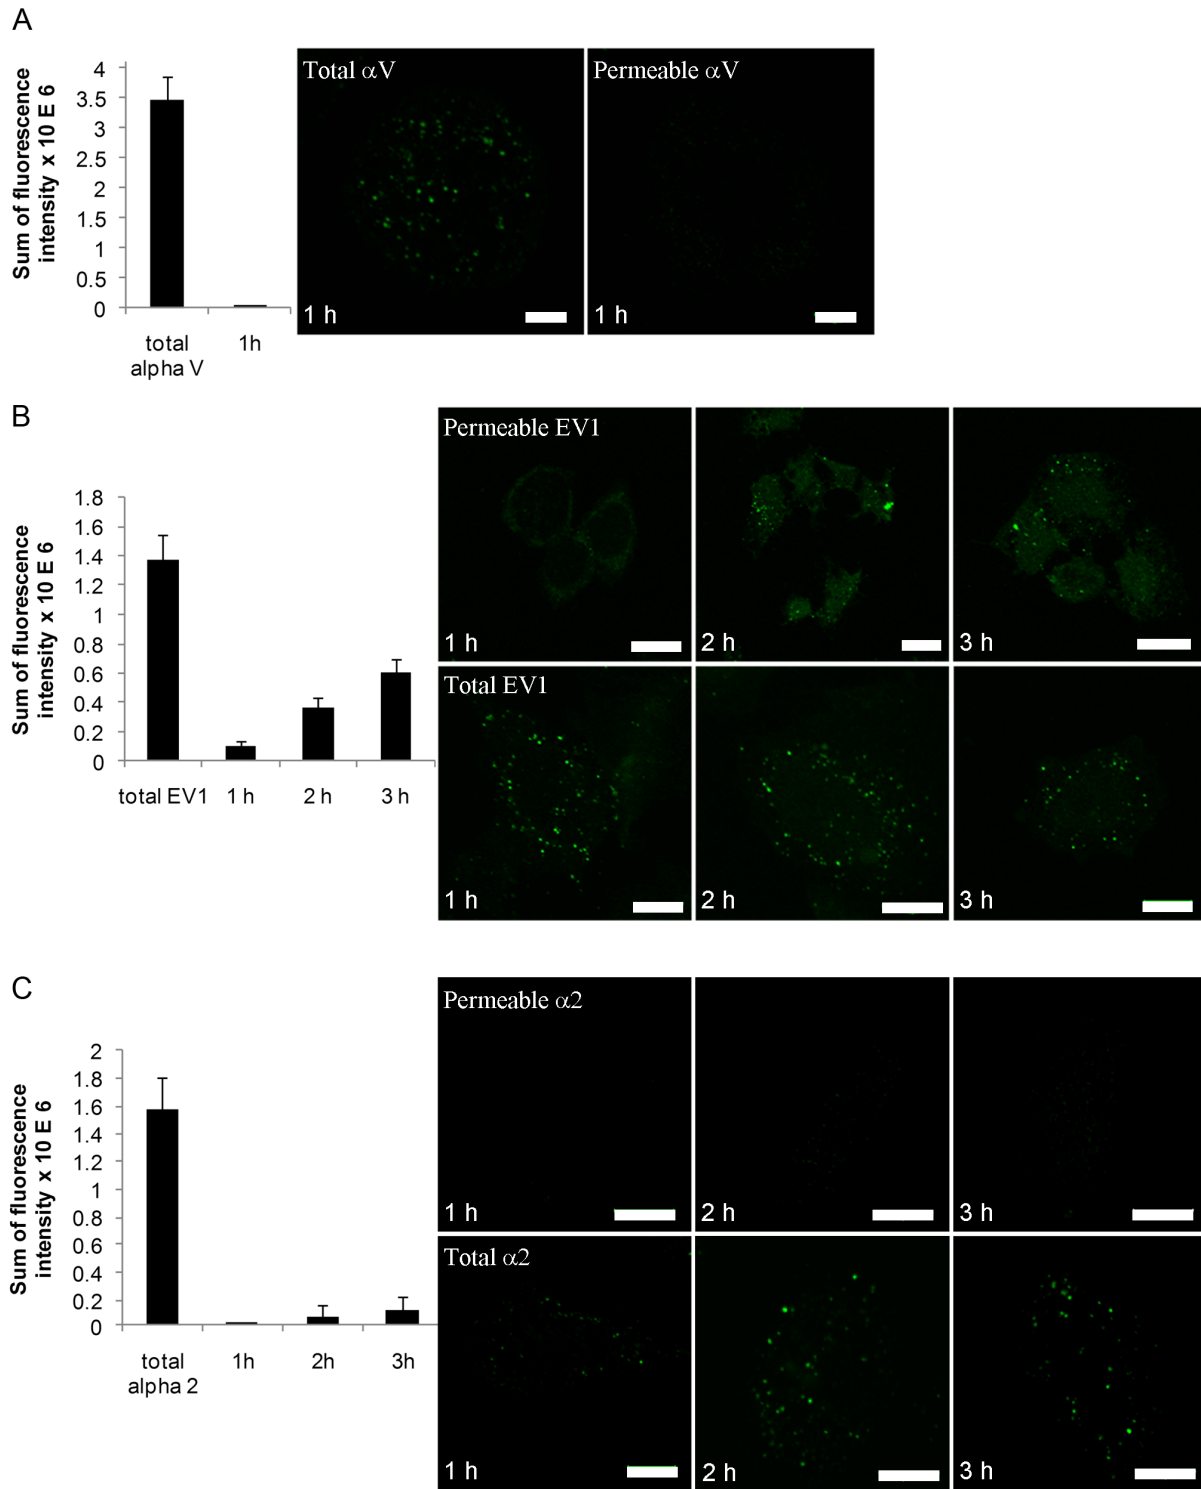 A
Sum of fluorescence
intensity x 10 E 6
4
3.5
3
2.5
2
1.5
1
0.5
0
total
alpha V
1h
Total αV
1 h
Permeable αV
1 h
B
Sum of fluorescence
intensity x 10 E 6
1.8
1.6
1.4
1.2
1
0.8
0.6
0.4
0.2
0
total EV1
1 h
2 h
3 h
Permeable EV1
1 h
2 h
3 h
Total EV1
1 h
2 h
3 h
C
Sum of fluorescence
intensity x 10 E 6
2
1.8
1.6
1.4
1.2
1
0.8
0.6
0.4
0.2
0
total
alpha 2
1h
2h
3h
Permeable α2
1 h
2 h
3 h
Total α2
1 h
2 h
3 h